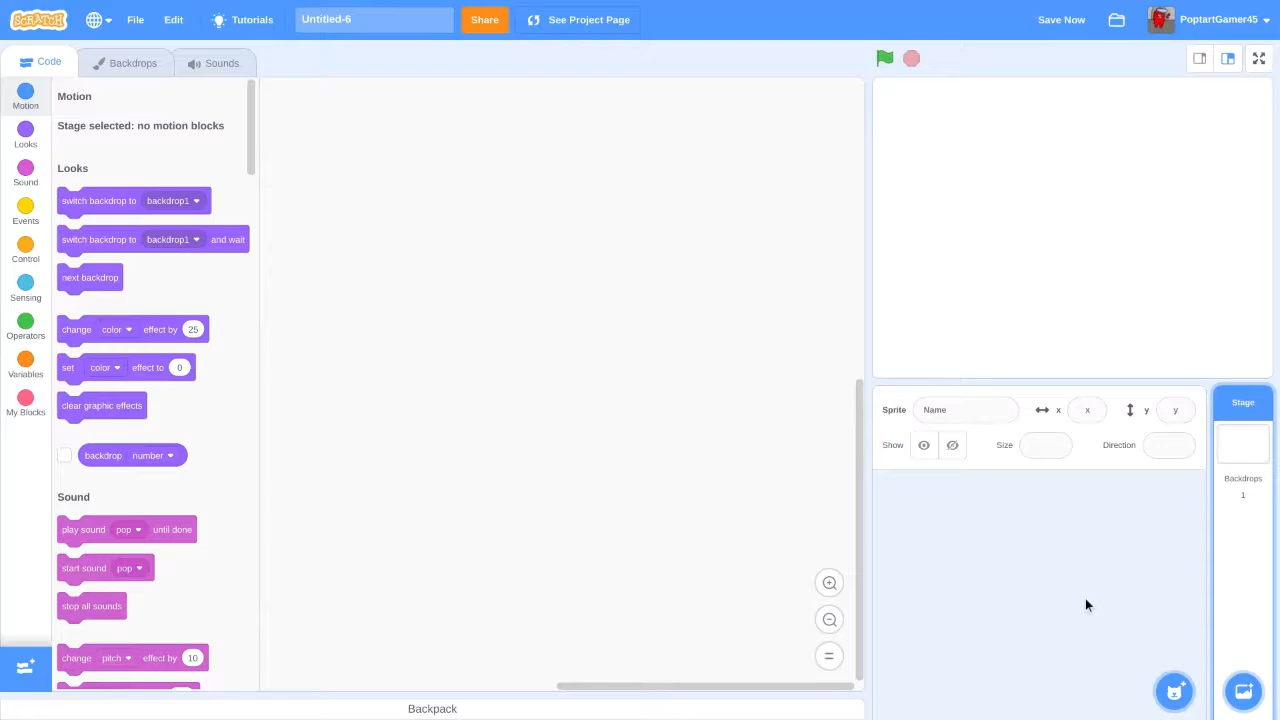 SCRATCH
File
Edit
Tutorials
Untitled-6
Share
See Project Page
Save Now
PoptartGamer45
Code
Backdrops
Sounds
Motion
Looks
Sound
Events
Control
Sensing
Operators
Variables
My Blocks
Motion
Stage selected: no motion blocks
Looks
switch backdrop to backdrop1
switch backdrop to backdrop1 and wait
next backdrop
change color effect by 25
set color effect to 0
clear graphic effects
backdrop number
Sound
play sound pop until done
start sound pop
stop all sounds
change pitch effect by 10
Backpack
Sprite Name x x y y
Show Size Direction
Stage
Backdrops
1